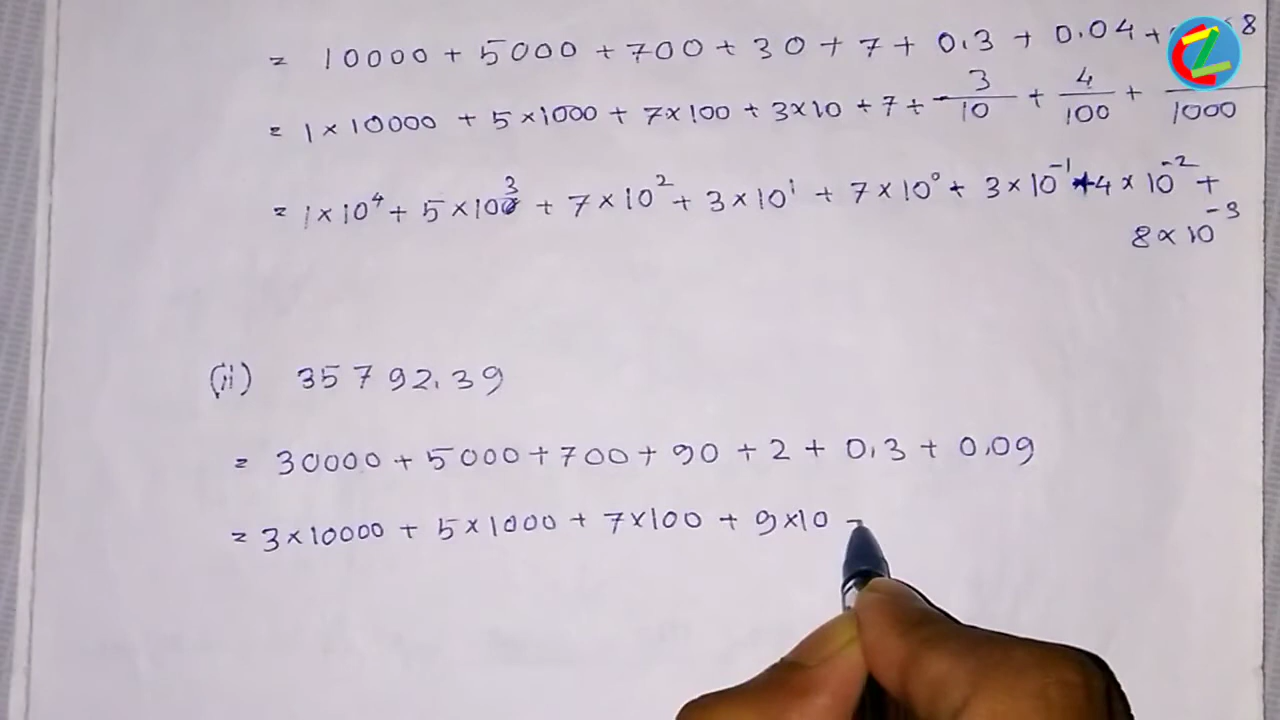 = 10000 + 5000 + 700 + 30 + 7 + 0.3 + 0.04 + 8
= 1 × 10000 + 5 × 1000 + 7 × 100 + 3 × 10 + 7 + 3/10 + 4/100 + /1000
= 1 × 10⁴ + 5 × 10³ + 7 × 10² + 3 × 10¹ + 7 × 10⁰ + 3 × 10⁻¹ + 4 × 10⁻² +
8 × 10⁻³
(ii) 35792.39
= 30000 + 5000 + 700 + 90 + 2 + 0.3 + 0.09
= 3 × 10000 + 5 × 1000 + 7 × 100 + 9 × 10